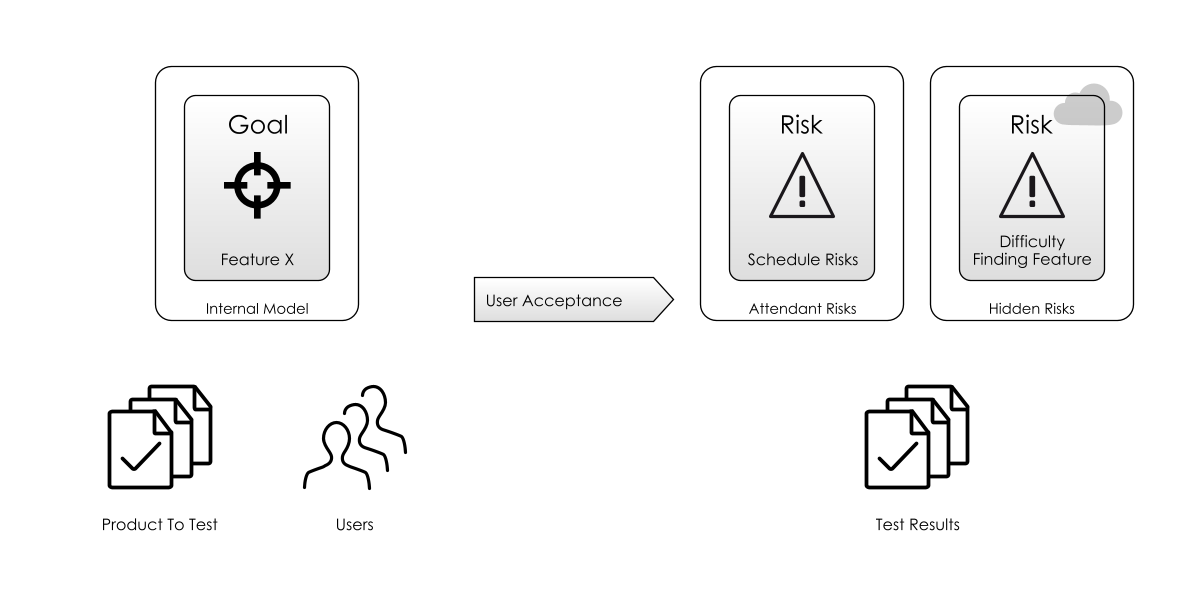 Goal
Feature X
Internal Model
User Acceptance
Risk
Schedule Risks
Attendant Risks
Risk
Difficulty
Finding Feature
Hidden Risks
Product To Test
Users
Test Results